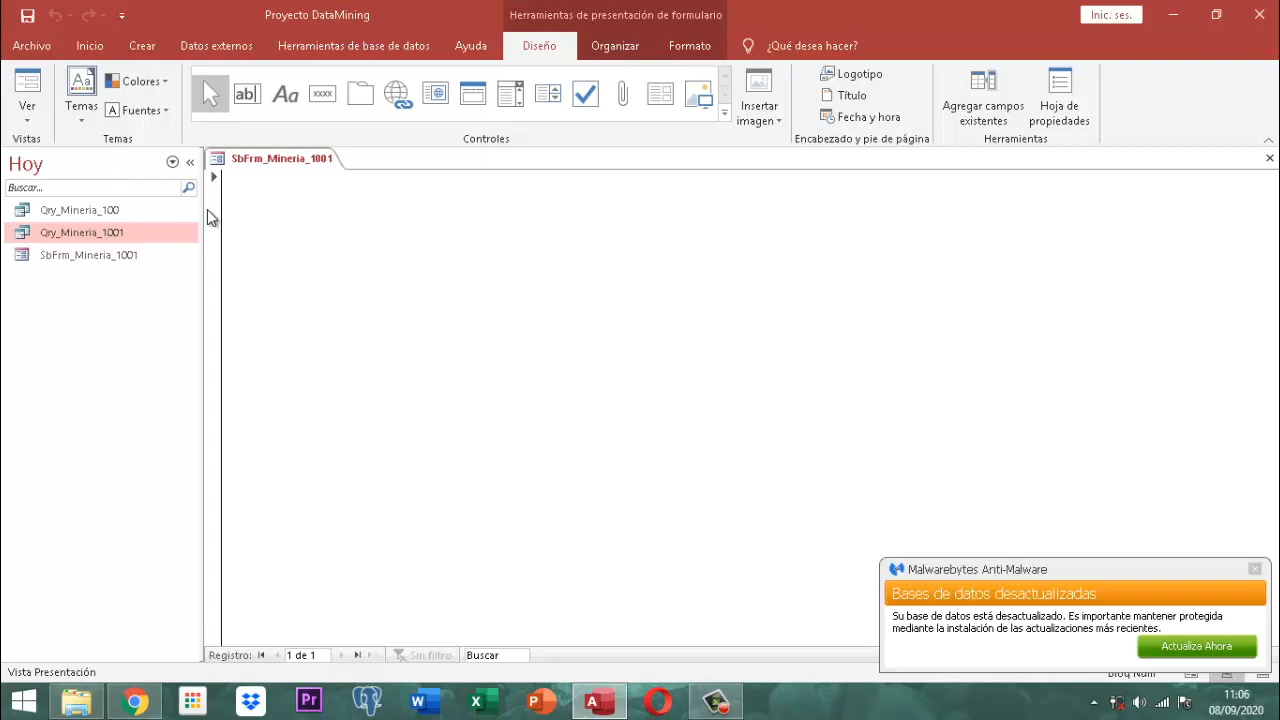 Proyecto DataMining
Herramientas de presentación de formulario
Inic. ses.
Archivo
Inicio
Crear
Datos externos
Herramientas de base de datos
Ayuda
Diseño
Organizar
Formato
¿Qué desea hacer?
Ver
Temas
Aa
Colores
A Fuentes
ab|
Aa
xxxx
Insertar
imagen
Logotipo
Título
Fecha y hora
Agregar campos
existentes
Hoja de
propiedades
Vistas
Temas
Controles
Encabezado y pie de página
Herramientas
Hoy
Buscar...
Qry_Mineria_100
Qry_Mineria_1001
SbFrm_Mineria_1001
SbFrm_Mineria_1001
Malwarebytes Anti-Malware
Bases de datos desactualizadas
Su base de datos está desactualizado. Es importante mantener protegida
mediante la instalación de las actualizaciones más recientes.
Actualiza Ahora
Registro:
1 de 1
Sin filtro
Buscar
Vista Presentación
Bloq Num
Pr
W
X
P
A
11:06
08/09/2020